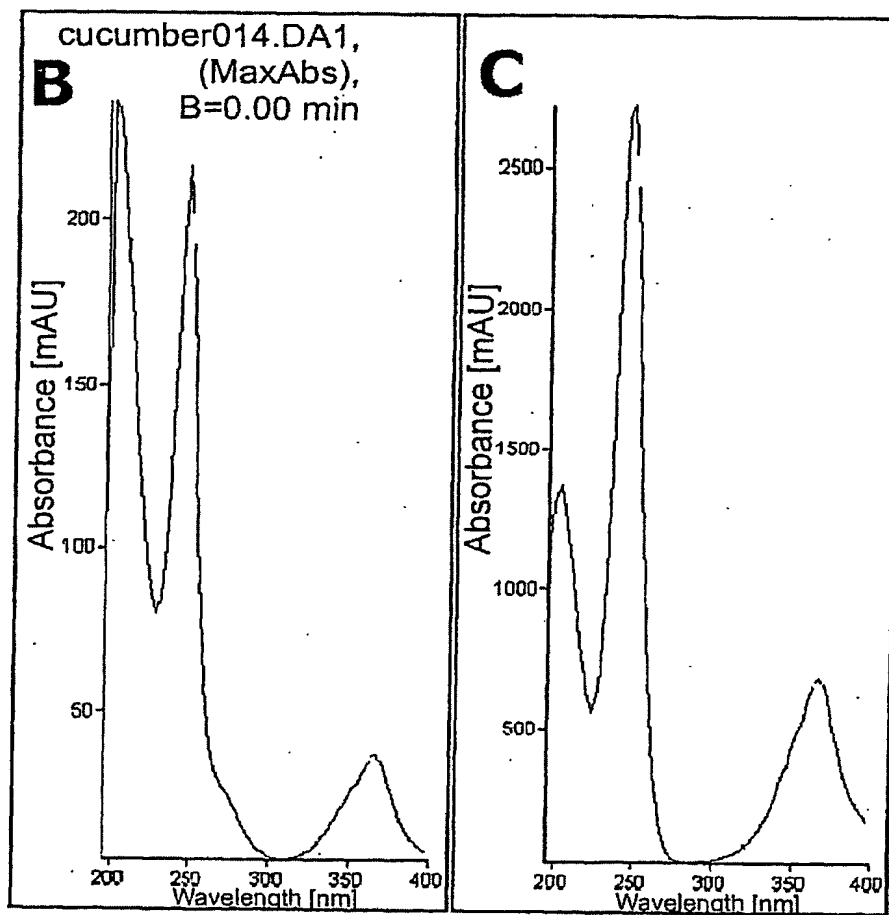 B
cucumber014.DA1,
(MaxAbs),
B=0.00 min
Absorbance [mAU]
200
150
100
50
200 250 300 350 400
Wavelength [nm]
C
Absorbance [mAU]
2500
2000
1500
1000
500
200 250 300 350 400
Wavelength [nm]